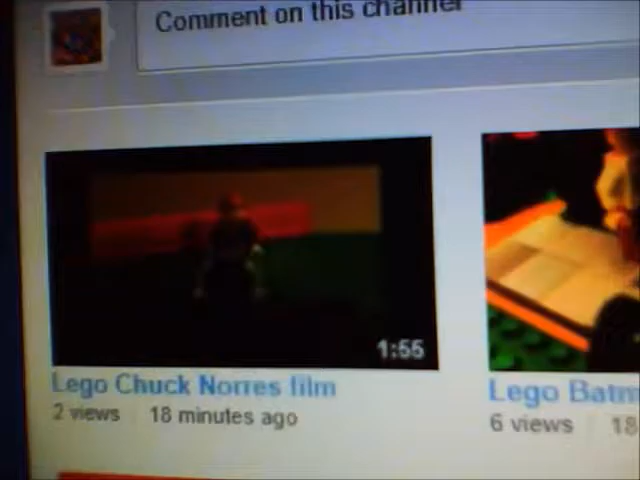 Comment on this channel
1:55
Lego Chuck Norres film
Lego Batm
2 views 18 minutes ago
6 views 18